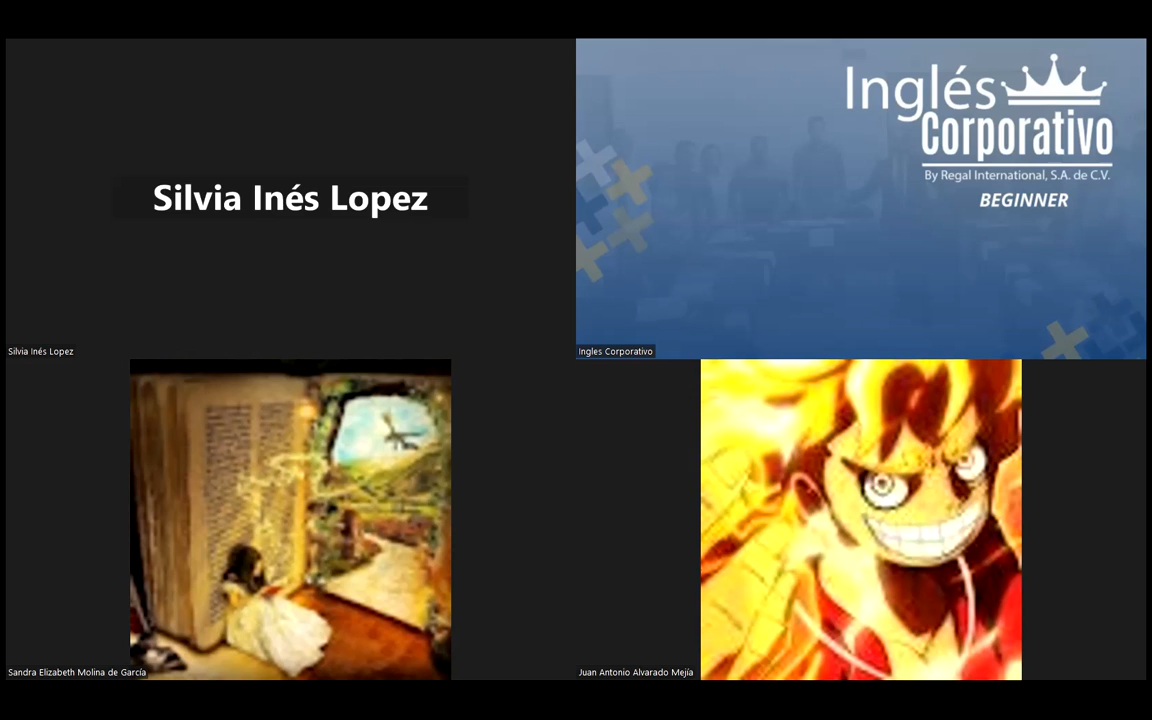 Silvia Inés Lopez
Silvia Inés Lopez
Inglés
Corporativo
By Regal International, S.A. de C.V.
BEGINNER
Ingles Corporativo
Sandra Elizabeth Molina de García
Juan Antonio Alvarado Mejía